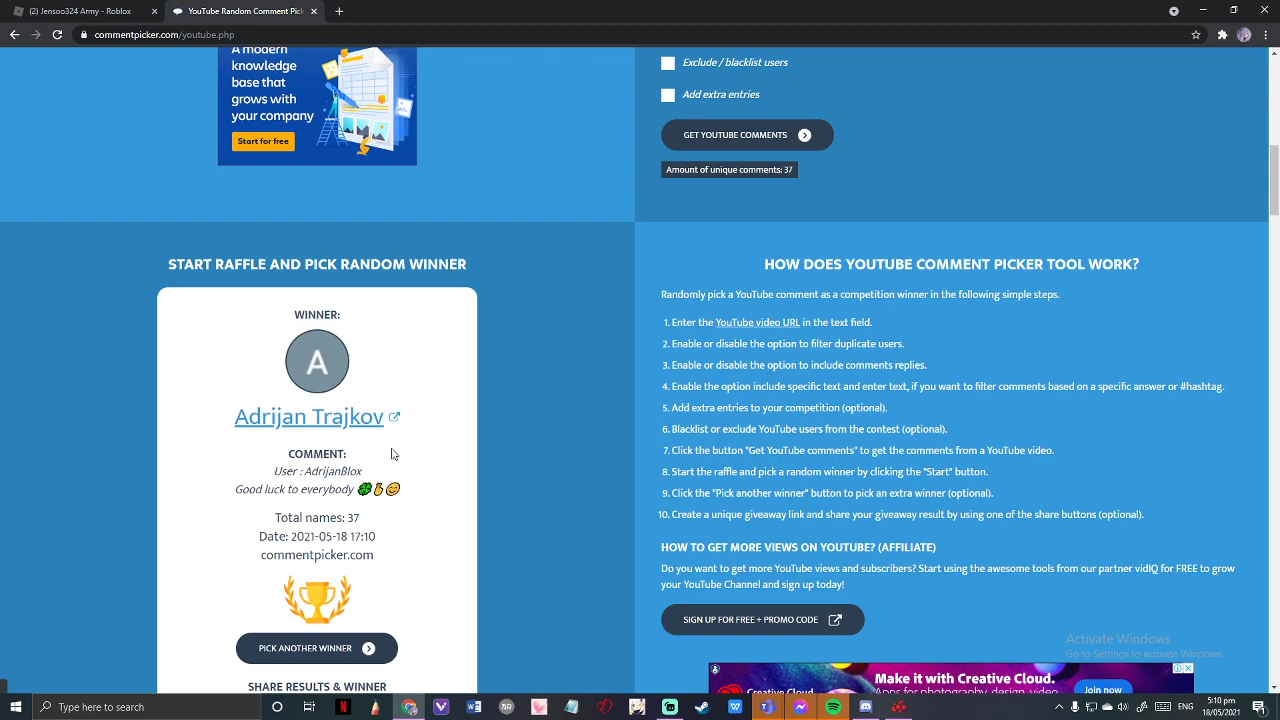 (2) Jensoo324 Army - Roblox
YouTube Comment Picker - Pick
commentpicker.com/youtube.php
A modern
knowledge
base that
grows with
your company
Start for free
Exclude / blacklist users
Add extra entries
GET YOUTUBE COMMENTS
Amount of unique comments: 37
START RAFFLE AND PICK RANDOM WINNER
WINNER:
A
Adrijan Trajkov
COMMENT:
User : AdrijanBlox
Good luck to everybody 🍀🤞😊
Total names: 37
Date: 2021-05-18 17:10
commentpicker.com
PICK ANOTHER WINNER
SHARE RESULTS & WINNER
HOW DOES YOUTUBE COMMENT PICKER TOOL WORK?
Randomly pick a YouTube comment as a competition winner in the following simple steps.
1. Enter the YouTube video URL in the text field.
2. Enable or disable the option to filter duplicate users.
3. Enable or disable the option to include comments replies.
4. Enable the option include specific text and enter text, if you want to filter comments based on a specific answer or #hashtag.
5. Add extra entries to your competition (optional).
6. Blacklist or exclude YouTube users from the contest (optional).
7. Click the button "Get YouTube comments" to get the comments from a YouTube video.
8. Start the raffle and pick a random winner by clicking the "Start" button.
9. Click the "Pick another winner" button to pick an extra winner (optional).
10. Create a unique giveaway link and share your giveaway result by using one of the share buttons (optional).
HOW TO GET MORE VIEWS ON YOUTUBE? (AFFILIATE)
Do you want to get more YouTube views and subscribers? Start using the awesome tools from our partner vidIQ for FREE to grow
your YouTube Channel and sign up today!
SIGN UP FOR FREE + PROMO CODE
Activate Windows
Go to Settings to activate Windows.
Make it with Creative Cloud.
Creative Cloud
Apps for photography, design, video
Join now
Type here to search
5:10 pm
18/05/2021